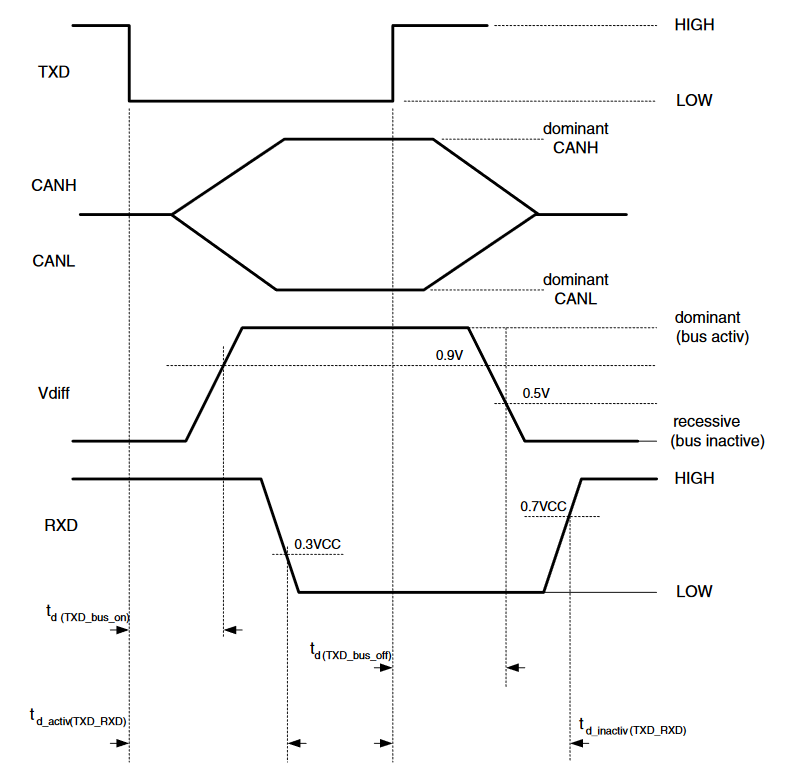 HIGH
TXD
LOW
dominant
CANH
CANH
CANL
dominant
CANL
dominant
(bus activ)
0.9V
Vdiff
0.5V
recessive
(bus inactive)
HIGH
0.7VCC
RXD
0.3VCC
LOW
td (TXD_bus_on)
td(TXD_bus_off)
td_activ(TXD_RXD)
td_inactiv (TXD_RXD)